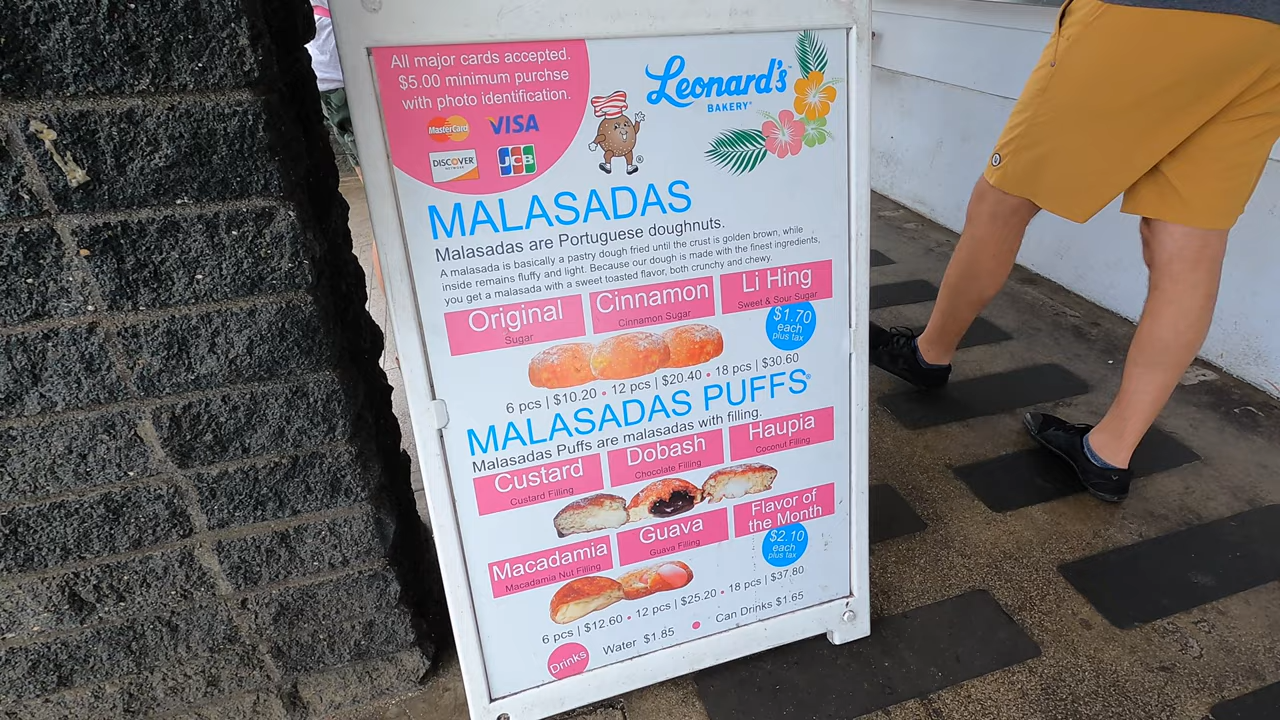 All major cards accepted.
$5.00 minimum purchse
with photo identification.
MasterCard
VISA
DISCOVER
NETWORK
JCB
Leonard's™
BAKERY®
®
MALASADAS
Malasadas are Portuguese doughnuts.
A malasada is basically a pastry dough fried until the crust is golden brown, while
inside remains fluffy and light. Because our dough is made with the finest ingredients,
you get a malasada with a sweet toasted flavor, both crunchy and chewy.
Original
Sugar
Cinnamon
Cinnamon Sugar
Li Hing
Sweet & Sour Sugar
$1.70
each
plus tax
6 pcs | $10.20 • 12 pcs | $20.40 • 18 pcs | $30.60
MALASADAS PUFFS®
Malasadas Puffs are malasadas with filling.
Custard
Custard Filling
Dobash
Chocolate Filling
Haupia
Coconut Filling
Macadamia
Macadamia Nut Filling
Guava
Guava Filling
Flavor of
the Month
$2.10
each
plus tax
6 pcs | $12.60 • 12 pcs | $25.20 • 18 pcs | $37.80
Drinks
Water $1.85 • Can Drinks $1.65